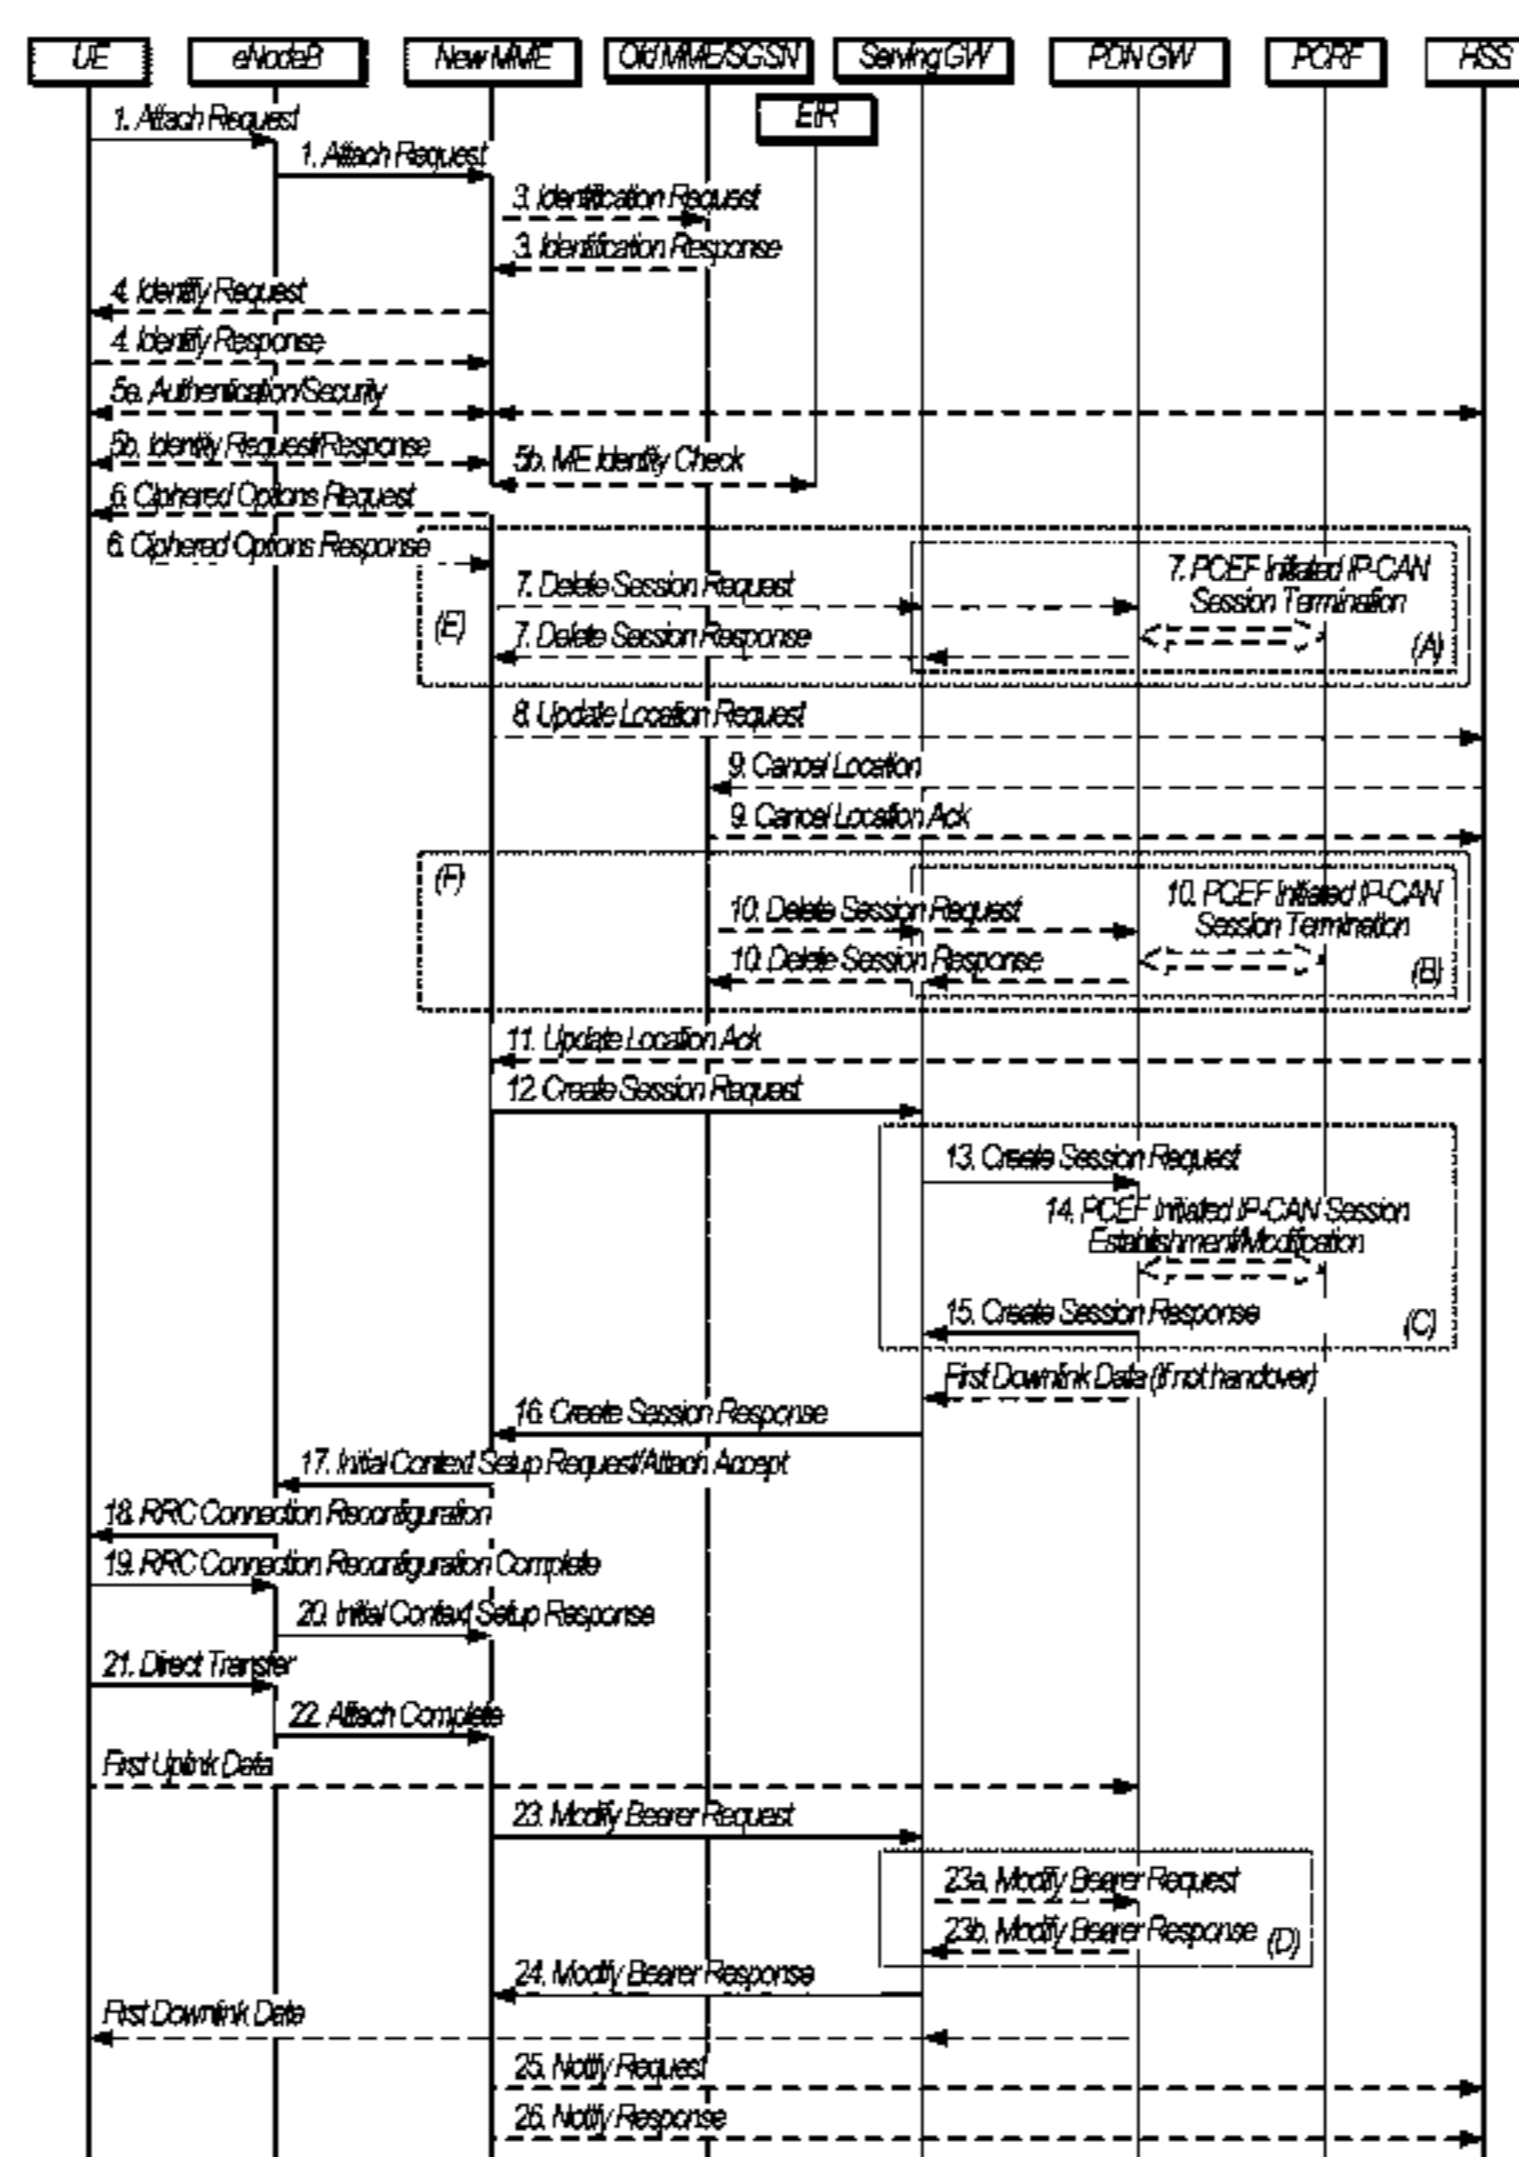 UE
eNodeB
New MME
Old MME/SGSN
Serving GW
PDN GW
PCRF
HSS
EIR
1. Attach Request
1. Attach Request
3. Identification Request
3. Identification Response
4. Identity Request
4. Identity Response
5a. Authentication/Security
5b. Identity Request/Response
5b. ME Identity Check
6. Ciphered Options Request
6. Ciphered Options Response
(E)
7. Delete Session Request
7. Delete Session Response
7. PCEF Initiated IP-CAN
Session Termination
(A)
8. Update Location Request
9. Cancel Location
9. Cancel Location Ack
(F)
10. Delete Session Request
10. Delete Session Response
10. PCEF Initiated IP-CAN
Session Termination
(B)
11. Update Location Ack
12. Create Session Request
13. Create Session Request
14. PCEF Initiated IP-CAN Session
Establishment/Modification
15. Create Session Response
(C)
First Downlink Data (if not handover)
16. Create Session Response
17. Initial Context Setup Request/Attach Accept
18. RRC Connection Reconfiguration
19. RRC Connection Reconfiguration Complete
20. Initial Context Setup Response
21. Direct Transfer
22. Attach Complete
First Uplink Data
23. Modify Bearer Request
23a. Modify Bearer Request
23b. Modify Bearer Response
(D)
24. Modify Bearer Response
First Downlink Data
25. Notify Request
26. Notify Response